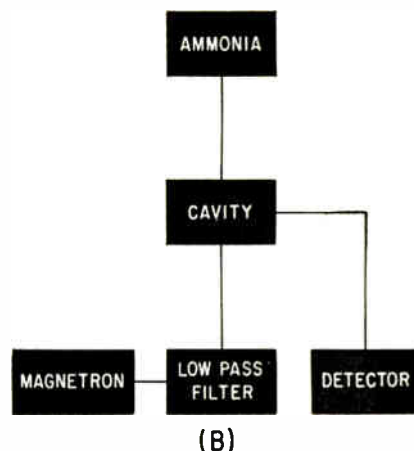 AMMONIA
CAVITY
MAGNETRON
LOW PASS
FILTER
DETECTOR
(B)